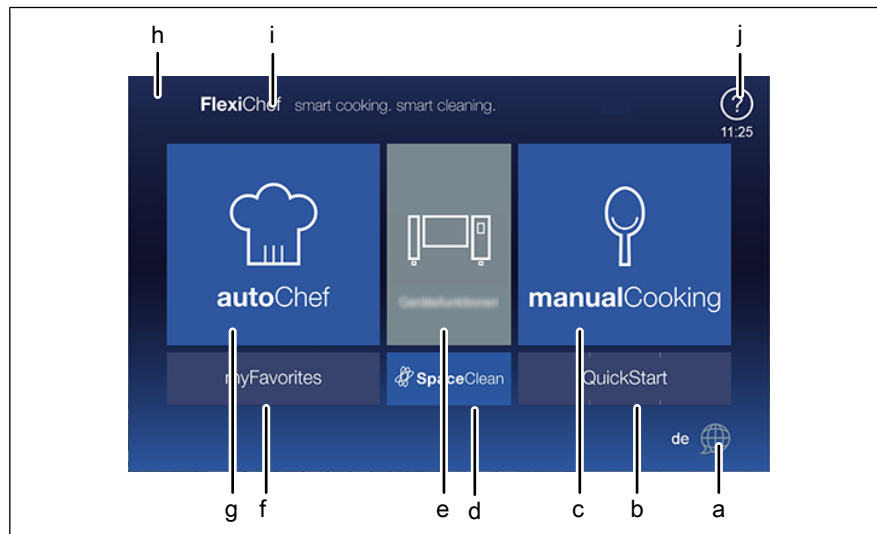 h i j
FlexiChef smart cooking. smart cleaning.
11:25
autoChef
manualCooking
myFavorites
SpaceClean
QuickStart
de
g f e d c b a